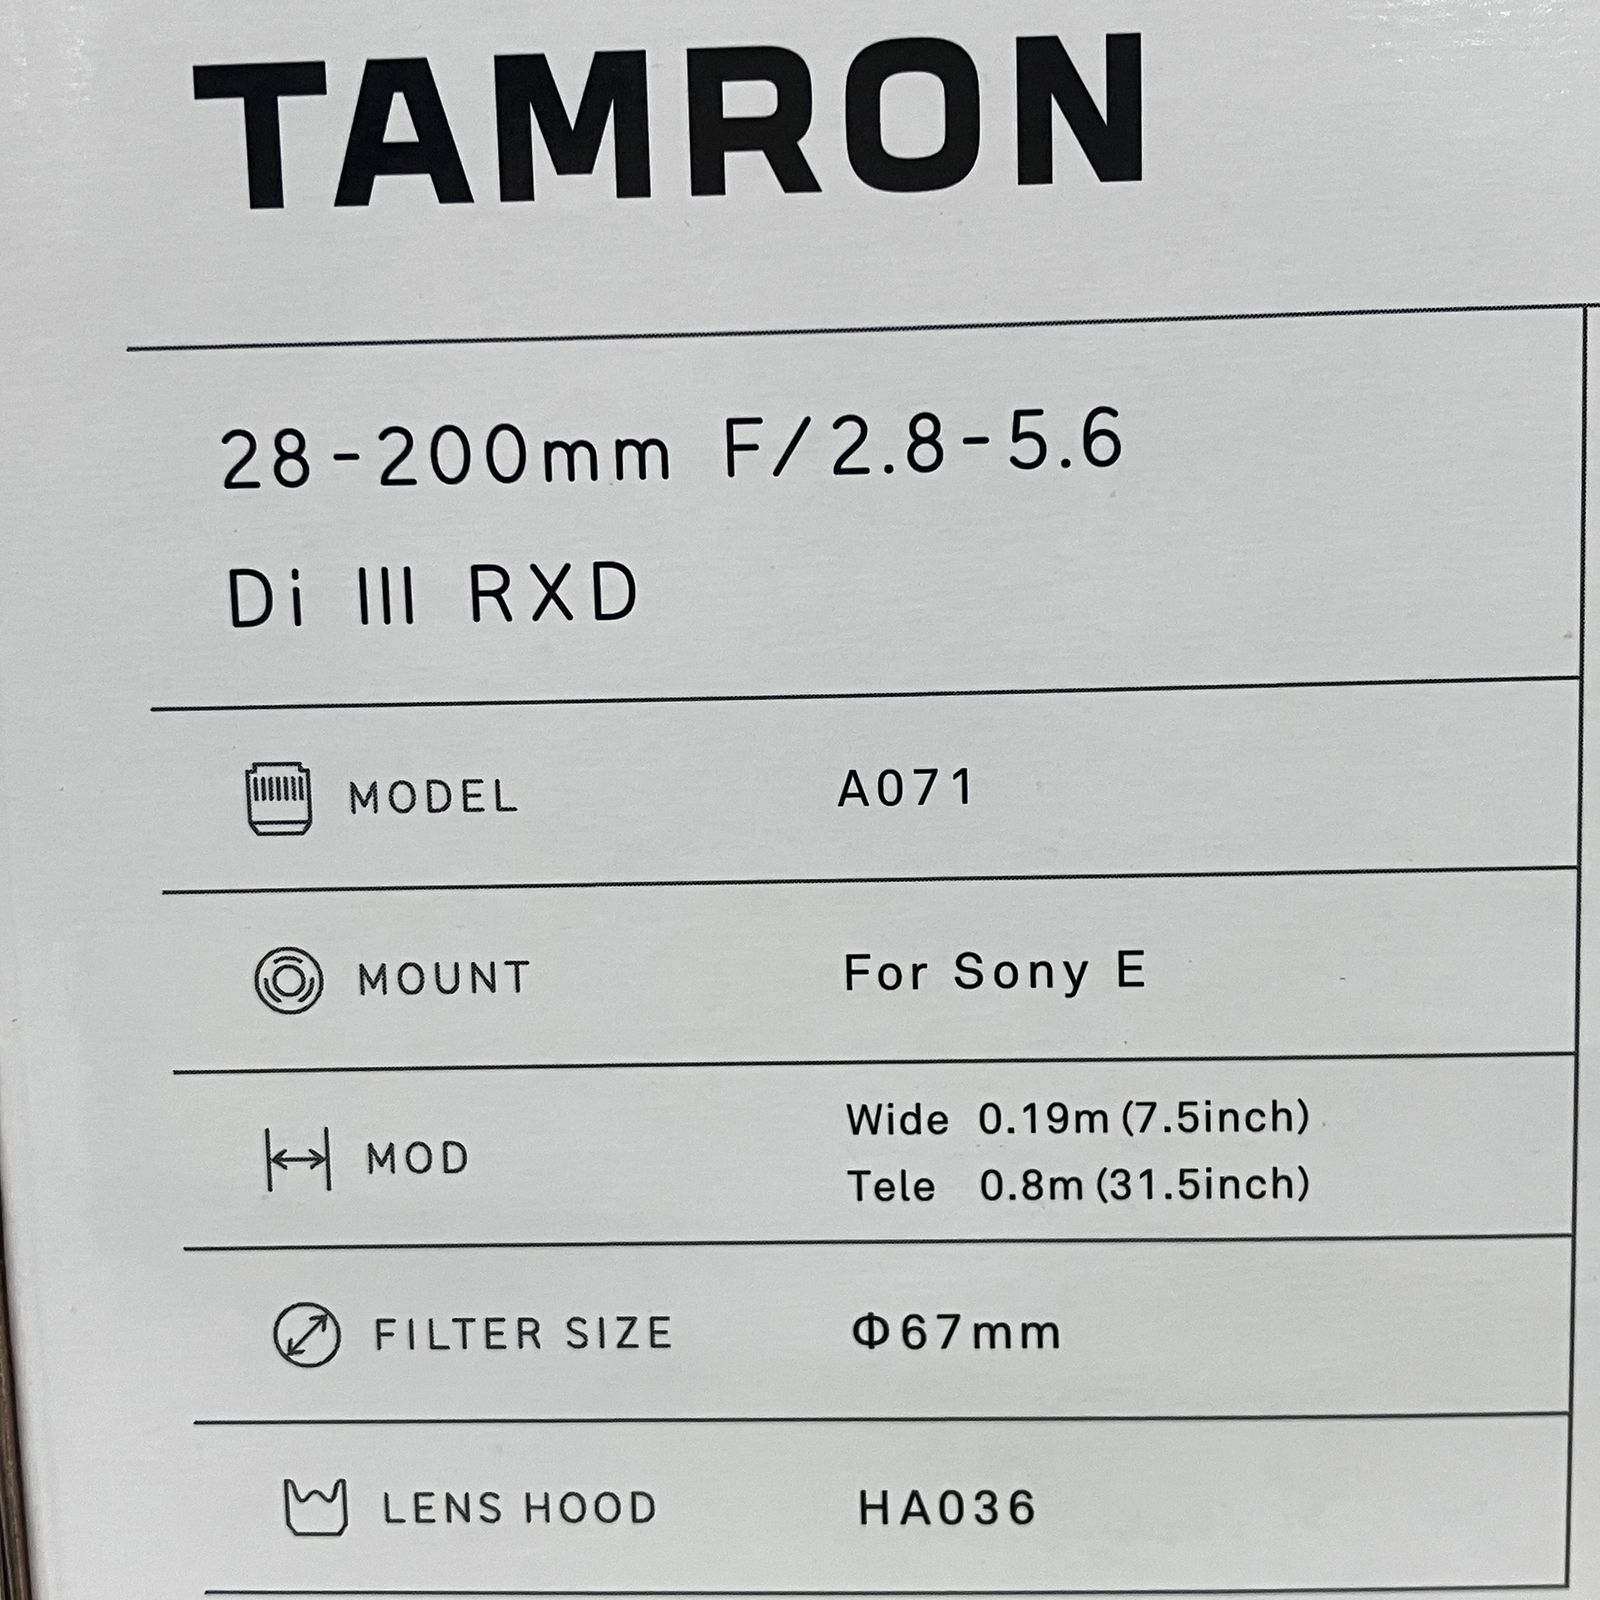 TAMRON
28-200mm F/2.8-5.6
Di III RXD
MODEL A071
MOUNT For Sony E
MOD Wide 0.19m (7.5inch)
Tele 0.8m (31.5inch)
FILTER SIZE Φ67mm
LENS HOOD HA036